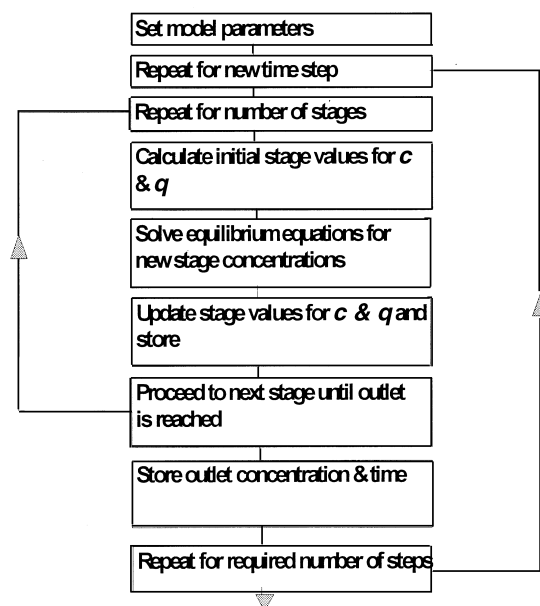 Set model parameters
Repeat for new time step
Repeat for number of stages
Calculate initial stage values for c
& q
Solve equilibrium equations for
new stage concentrations
Update stage values for c & q and
store
Proceed to next stage until outlet
is reached
Store outlet concentration & time
Repeat for required number of steps